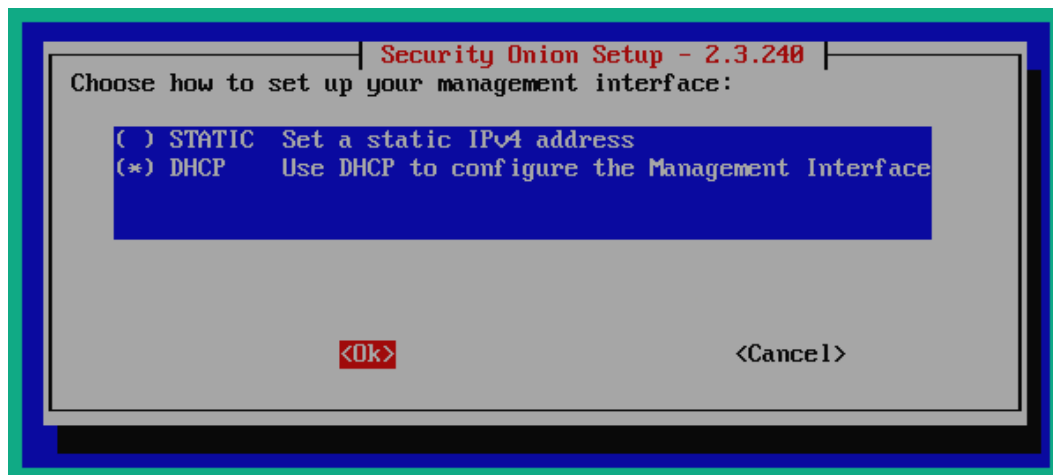 Security Onion Setup - 2.3.240
Choose how to set up your management interface:
( ) STATIC  Set a static IPv4 address
(*) DHCP    Use DHCP to configure the Management Interface
<Ok>    <Cancel>